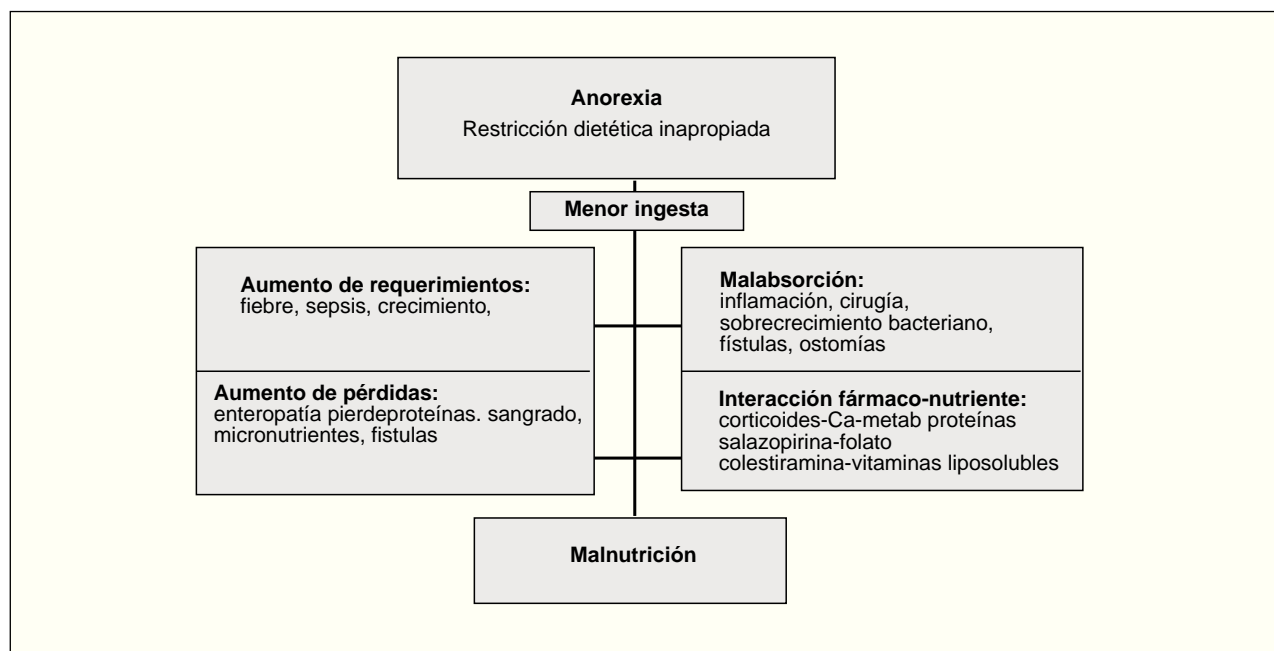 Anorexia
Restricción dietética inapropiada
Menor ingesta
Aumento de requerimientos:
fiebre, sepsis, crecimiento,
Aumento de pérdidas:
enteropatía pierdeproteínas. sangrado,
micronutrientes, fistulas
Malabsorción:
inflamación, cirugía,
sobrecrecimiento bacteriano,
fístulas, ostomías
Interacción fármaco-nutriente:
corticoides-Ca-metab proteínas
salazopirina-folato
colestiramina-vitaminas liposolubles
Malnutrición